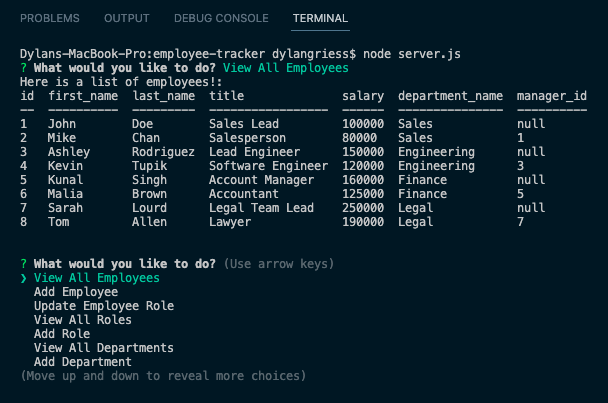 PROBLEMS OUTPUT DEBUG CONSOLE TERMINAL
Dylans-MacBook-Pro:employee-tracker dylangriess$ node server.js
? What would you like to do? View All Employees
Here is a list of employees!:
id  first_name  last_name  title              salary  department_name  manager_id
--  ----------  ---------  -----------------  ------  ---------------  ----------
1   John        Doe        Sales Lead         100000  Sales            null
2   Mike        Chan       Salesperson        80000   Sales            1
3   Ashley      Rodriguez  Lead Engineer      150000  Engineering      null
4   Kevin       Tupik      Software Engineer  120000  Engineering      3
5   Kunal       Singh      Account Manager    160000  Finance          null
6   Malia       Brown      Accountant         125000  Finance          5
7   Sarah       Lourd      Legal Team Lead    250000  Legal            null
8   Tom         Allen      Lawyer             190000  Legal            7
? What would you like to do? (Use arrow keys)
❯ View All Employees
Add Employee
Update Employee Role
View All Roles
Add Role
View All Departments
Add Department
(Move up and down to reveal more choices)